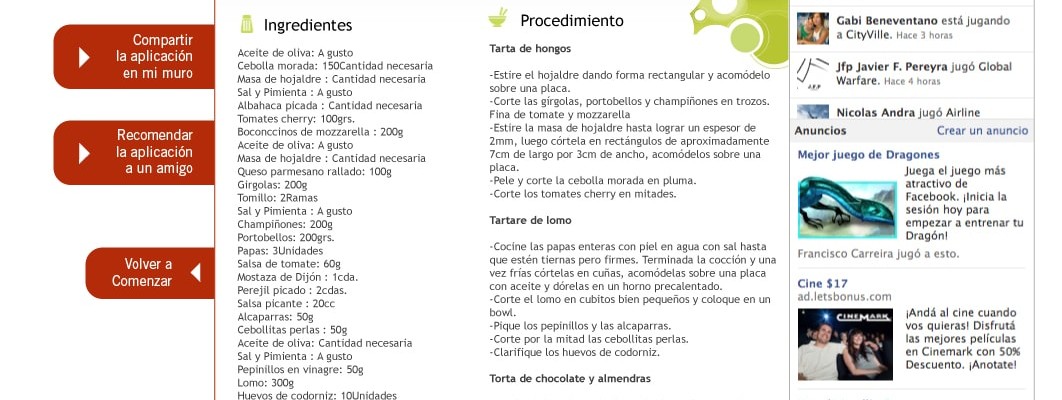 Compartir
la aplicación
en mi muro
Recomendar
la aplicación
a un amigo
Volver a
Comenzar
Ingredientes
Aceite de oliva: A gusto
Cebolla morada: 150Cantidad necesaria
Masa de hojaldre : Cantidad necesaria
Sal y Pimienta : A gusto
Albahaca picada : Cantidad necesaria
Tomates cherry: 100grs.
Boconccinos de mozzarella : 200g
Aceite de oliva: A gusto
Masa de hojaldre : Cantidad necesaria
Queso parmesano rallado: 100g
Girgolas: 200g
Tomillo: 2Ramas
Sal y Pimienta : A gusto
Champiñones: 200g
Portobellos: 200grs.
Papas: 3Unidades
Salsa de tomate: 60g
Mostaza de Dijón : 1cda.
Perejil picado : 2cdas.
Salsa picante : 20cc
Alcaparras: 50g
Cebollitas perlas : 50g
Aceite de oliva: Cantidad necesaria
Sal y Pimienta : A gusto
Pepinillos en vinagre: 50g
Lomo: 300g
Huevos de codorniz: 10Unidades
Procedimiento
Tarta de hongos
-Estire el hojaldre dando forma rectangular y acomódelo
sobre una placa.
-Corte las gírgolas, portobellos y champiñones en trozos.
Fina de tomate y mozzarella
-Estire la masa de hojaldre hasta lograr un espesor de
2mm, luego córtela en rectángulos de aproximadamente
7cm de largo por 3cm de ancho, acomódelos sobre una
placa.
-Pele y corte la cebolla morada en pluma.
-Corte los tomates cherry en mitades.
Tartare de lomo
-Cocine las papas enteras con piel en agua con sal hasta
que estén tiernas pero firmes. Terminada la cocción y una
vez frías córtelas en cuñas, acomódelas sobre una placa
con aceite y dórelas en un horno precalentado.
-Corte el lomo en cubitos bien pequeños y coloque en un
bowl.
-Pique los pepinillos y las alcaparras.
-Corte por la mitad las cebollitas perlas.
-Clarifique los huevos de codorniz.
Torta de chocolate y almendras
Gabi Beneventano está jugando
a CityVille. Hace 3 horas
Jfp Javier F. Pereyra jugó Global
Warfare. Hace 4 horas
Nicolas Andra jugó Airline
Anuncios Crear un anuncio
Mejor juego de Dragones
Juega el juego más
atractivo de
Facebook. ¡Inicia la
sesión hoy para
empezar a entrenar tu
Dragón!
Francisco Carreira jugó a esto.
Cine $17
ad.letsbonus.com
CINEMARK
¡Andá al cine cuando
vos quieras! Disfrutá
las mejores películas
en Cinemark con 50%
Descuento. ¡Anotate!